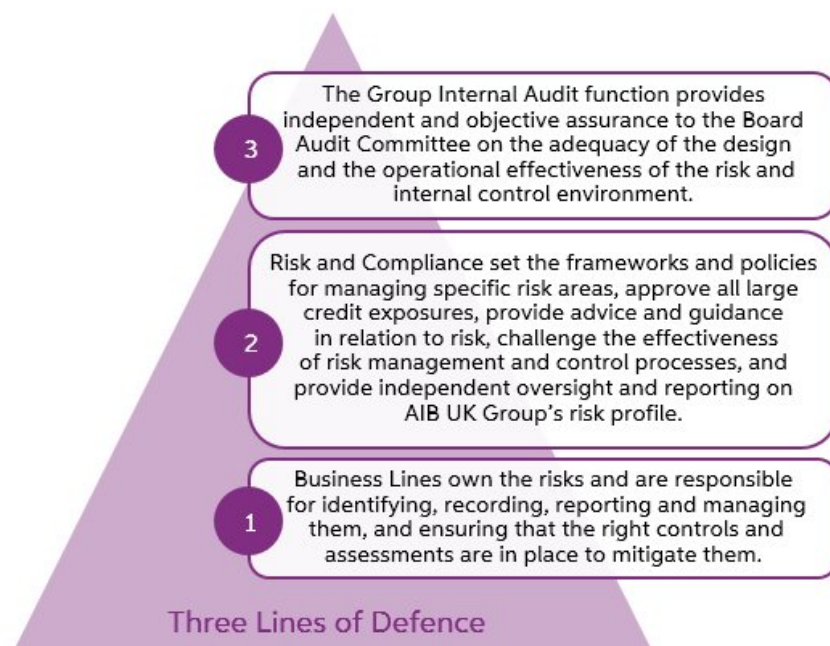 3
The Group Internal Audit function provides
independent and objective assurance to the Board
Audit Committee on the adequacy of the design
and the operational effectiveness of the risk and
internal control environment.
2
Risk and Compliance set the frameworks and policies
for managing specific risk areas, approve all large
credit exposures, provide advice and guidance
in relation to risk, challenge the effectiveness
of risk management and control processes, and
provide independent oversight and reporting on
AIB UK Group’s risk profile.
1
Business Lines own the risks and are responsible
for identifying, recording, reporting and managing
them, and ensuring that the right controls and
assessments are in place to mitigate them.
Three Lines of Defence